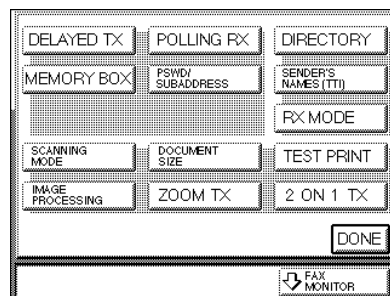 DELAYED TX
POLLING RX
DIRECTORY
MEMORY BOX
PSWD/
SUBADDRESS
SENDER'S
NAMES (TTI)
RX MODE
SCANNING
MODE
DOCUMENT
SIZE
TEST PRINT
IMAGE
PROCESSING
ZOOM TX
2 ON 1 TX
DONE
FAX
MONITOR